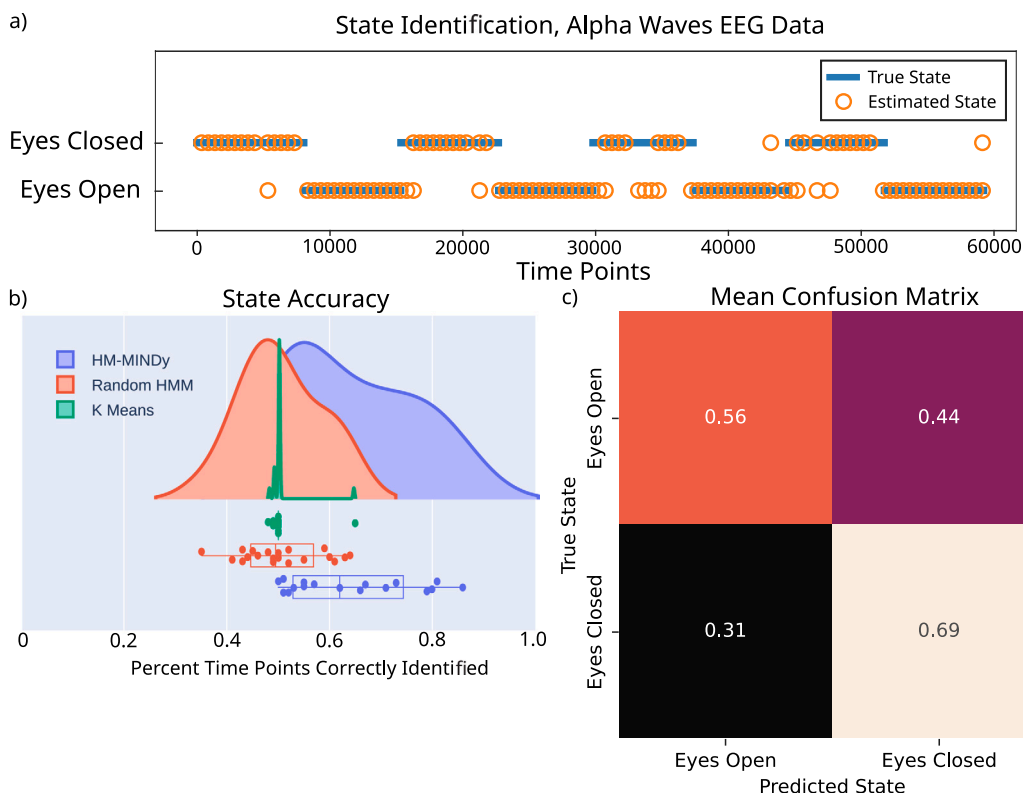 a)
State Identification, Alpha Waves EEG Data
True State
Estimated State
Eyes Closed
Eyes Open
0 10000 20000 30000 40000 50000 60000
Time Points
b)
State Accuracy
HM-MINDy
Random HMM
K Means
0 0.2 0.4 0.6 0.8 1.0
Percent Time Points Correctly Identified
c)
Mean Confusion Matrix
True State
Eyes Open
0.56 0.44
Eyes Closed
0.31 0.69
Eyes Open Eyes Closed
Predicted State